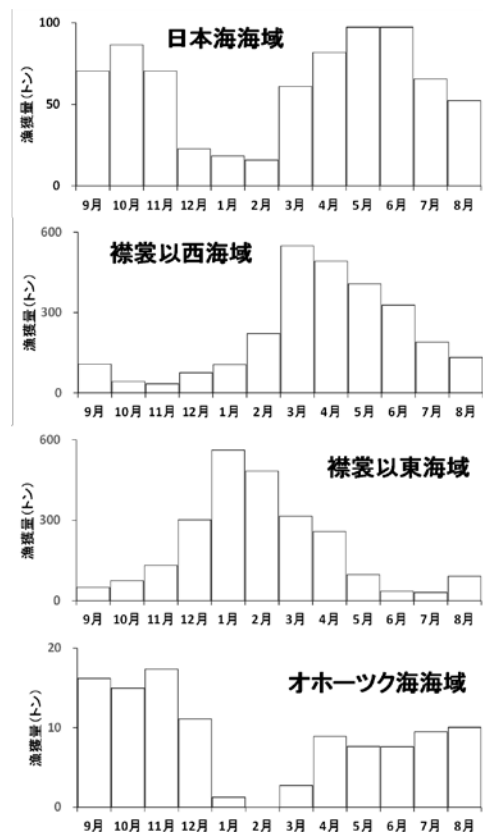 日本海海域
漁獲量(トン)
100
50
0
9月 10月 11月 12月 1月 2月 3月 4月 5月 6月 7月 8月
襟裳以西海域
漁獲量(トン)
600
300
0
9月 10月 11月 12月 1月 2月 3月 4月 5月 6月 7月 8月
襟裳以東海域
漁獲量(トン)
600
300
0
9月 10月 11月 12月 1月 2月 3月 4月 5月 6月 7月 8月
オホーツク海海域
漁獲量(トン)
20
10
0
9月 10月 11月 12月 1月 2月 3月 4月 5月 6月 7月 8月